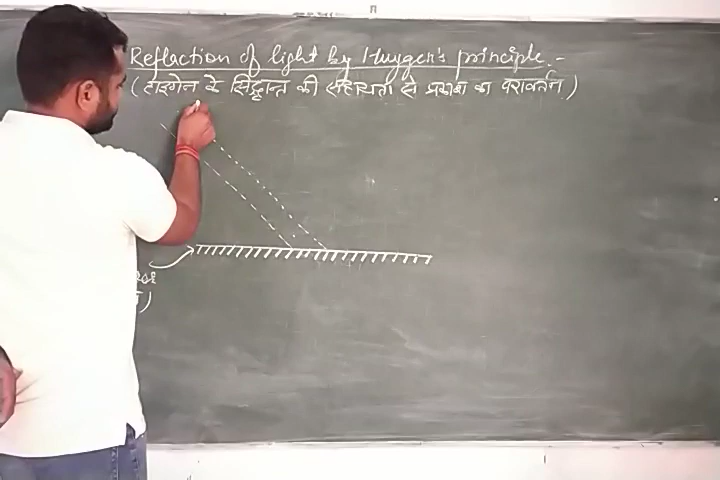 Reflection of light by Huygen's principle.-
(हाइगेन के सिद्धान्त की सहायता से प्रकाश का परावर्तन)